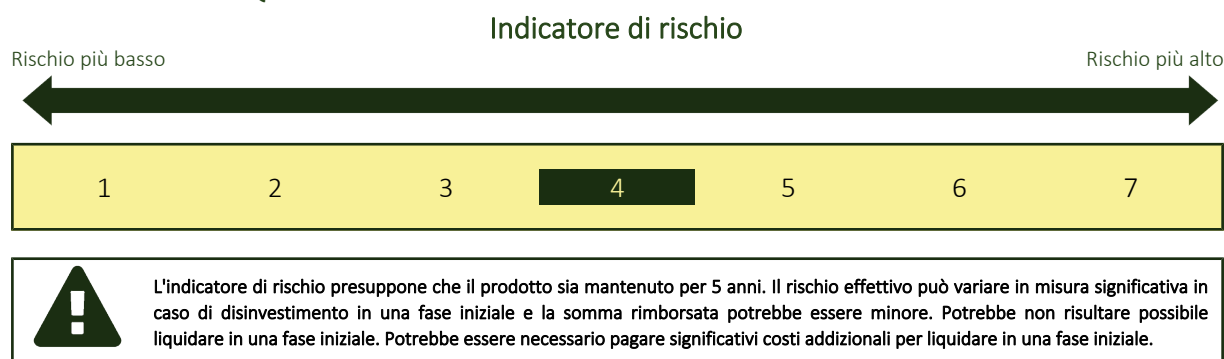 Indicatore di rischio
Rischio più basso
Rischio più alto
1 2 3 4 5 6 7
L'indicatore di rischio presuppone che il prodotto sia mantenuto per 5 anni. Il rischio effettivo può variare in misura significativa in
caso di disinvestimento in una fase iniziale e la somma rimborsata potrebbe essere minore. Potrebbe non risultare possibile
liquidare in una fase iniziale. Potrebbe essere necessario pagare significativi costi addizionali per liquidare in una fase iniziale.